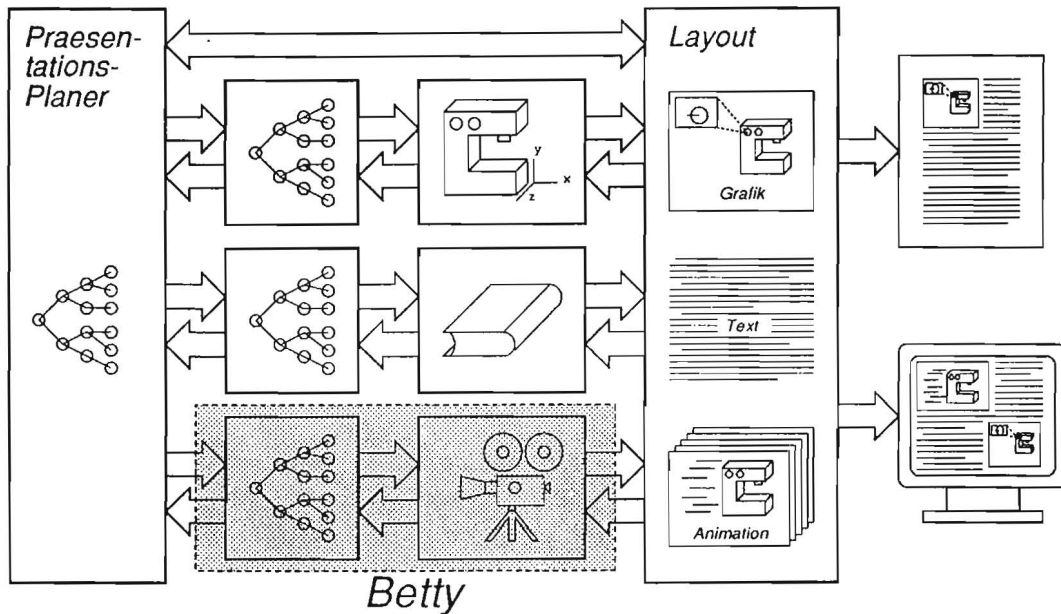 Praesen-
tations-
Planer
Layout
y
x
z
Grafik
Text
Animation
Betty